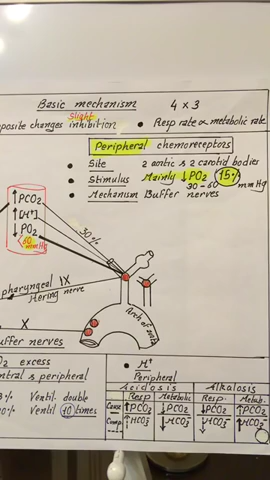 Basic mechanism 4 x 3
Slight
posite changes inhibition • Resp rate ∝ metabolic rate
Peripheral chemoreceptors
• Site 2 aortic & 2 carotid bodies
• Stimulus Mainly ↓PO2 15%
30-60 mmHg
• Mechanism Buffer nerves
↑PCO2
↑[H+]
↓PO2
<60 mmHg
30%
pharyngeal IX
Hering nerve
X
Arch of aorta
uffer nerves
O2 excess
ntral & peripheral
% Ventil. double
0% Ventil 10 times
• H+
Peripheral
Acidosis Alkalosis
Resp Metabolic Resp. Metab.
Cause ↑PCO2 ↓HCO3- ↓PCO2 ↑HCO3-
Comp ↑HCO3- ↓PCO2 ↓HCO3- ↑PCO2